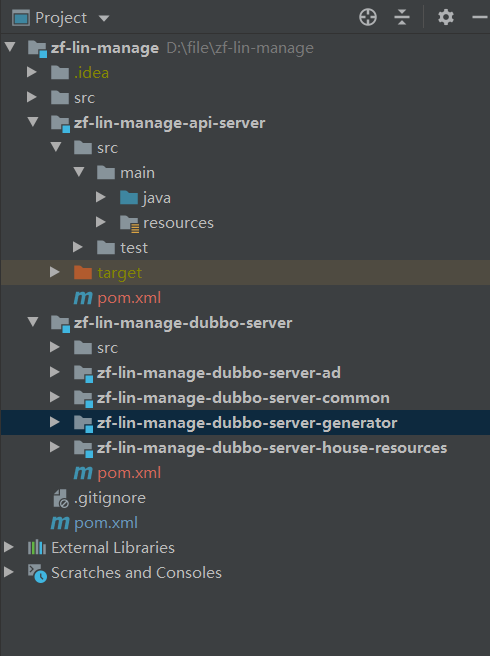 Project
zf-lin-manage D:\file\zf-lin-manage
.idea
src
zf-lin-manage-api-server
src
main
java
resources
test
target
pom.xml
zf-lin-manage-dubbo-server
src
zf-lin-manage-dubbo-server-ad
zf-lin-manage-dubbo-server-common
zf-lin-manage-dubbo-server-generator
zf-lin-manage-dubbo-server-house-resources
pom.xml
.gitignore
pom.xml
External Libraries
Scratches and Consoles